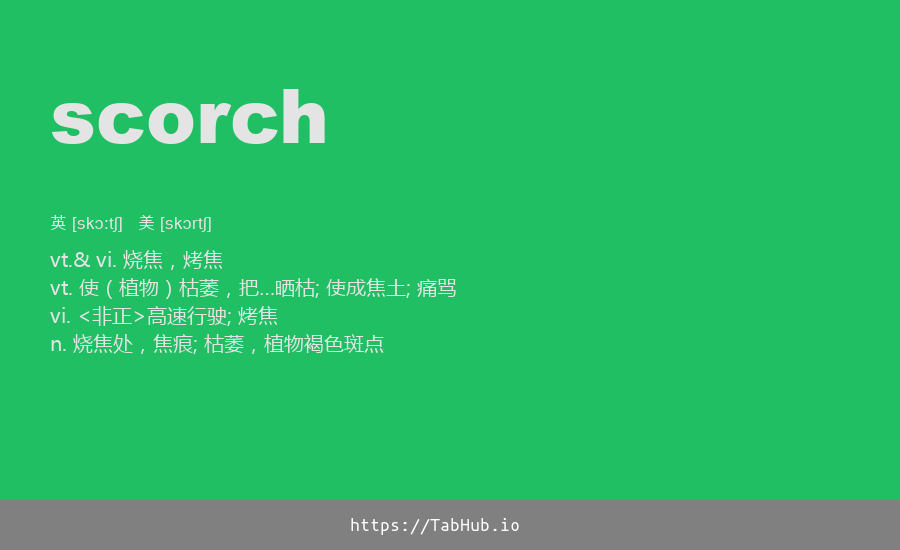 scorch
英 [skɔːtʃ] 美 [skɔrtʃ]
vt.& vi. 烧焦，烤焦
vt. 使（植物）枯萎，把…晒枯; 使成焦土; 痛骂
vi. <非正>高速行驶; 烤焦
n. 烧焦处，焦痕; 枯萎，植物褐色斑点
https://TabHub.io